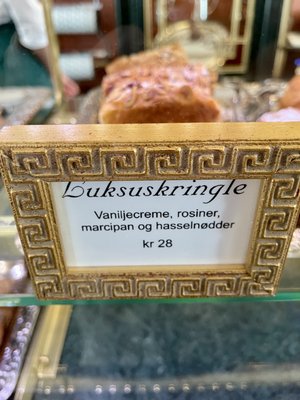 Luksuskringle
Vaniljecreme, rosiner,
marcipan og hasselnødder
kr 28